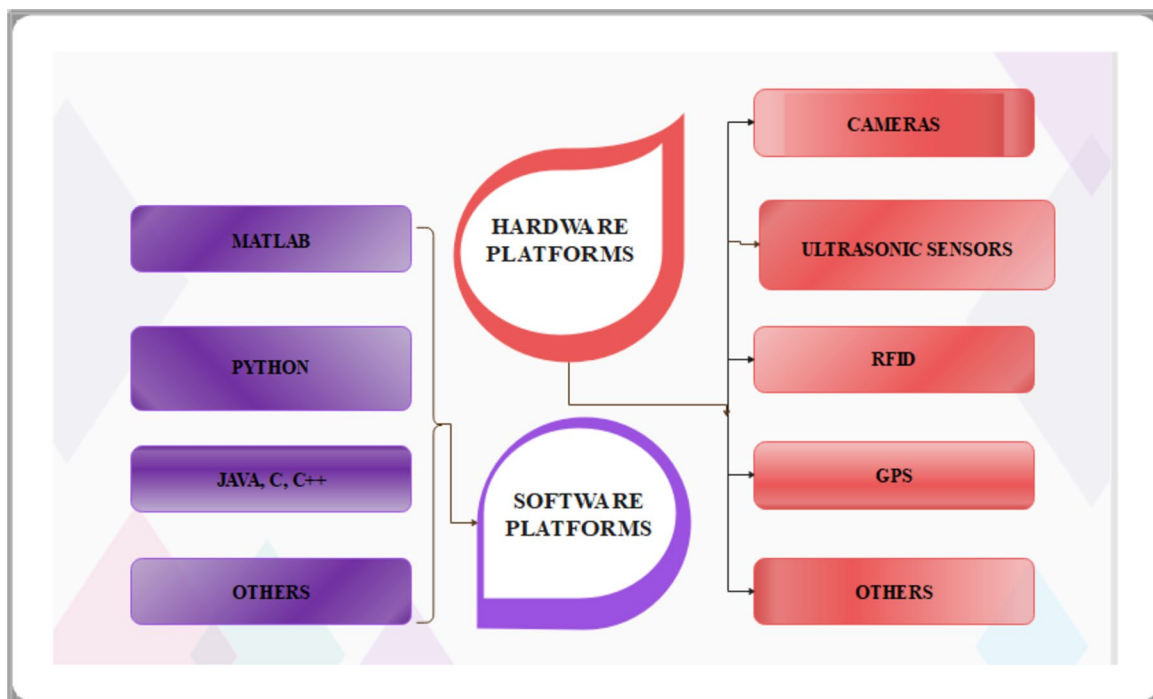 HARDWARE
PLATFORMS
CAMERAS
ULTRASONIC SENSORS
RFID
GPS
OTHERS
MATLAB
PYTHON
JAVA, C, C++
OTHERS
SOFTWARE
PLATFORMS